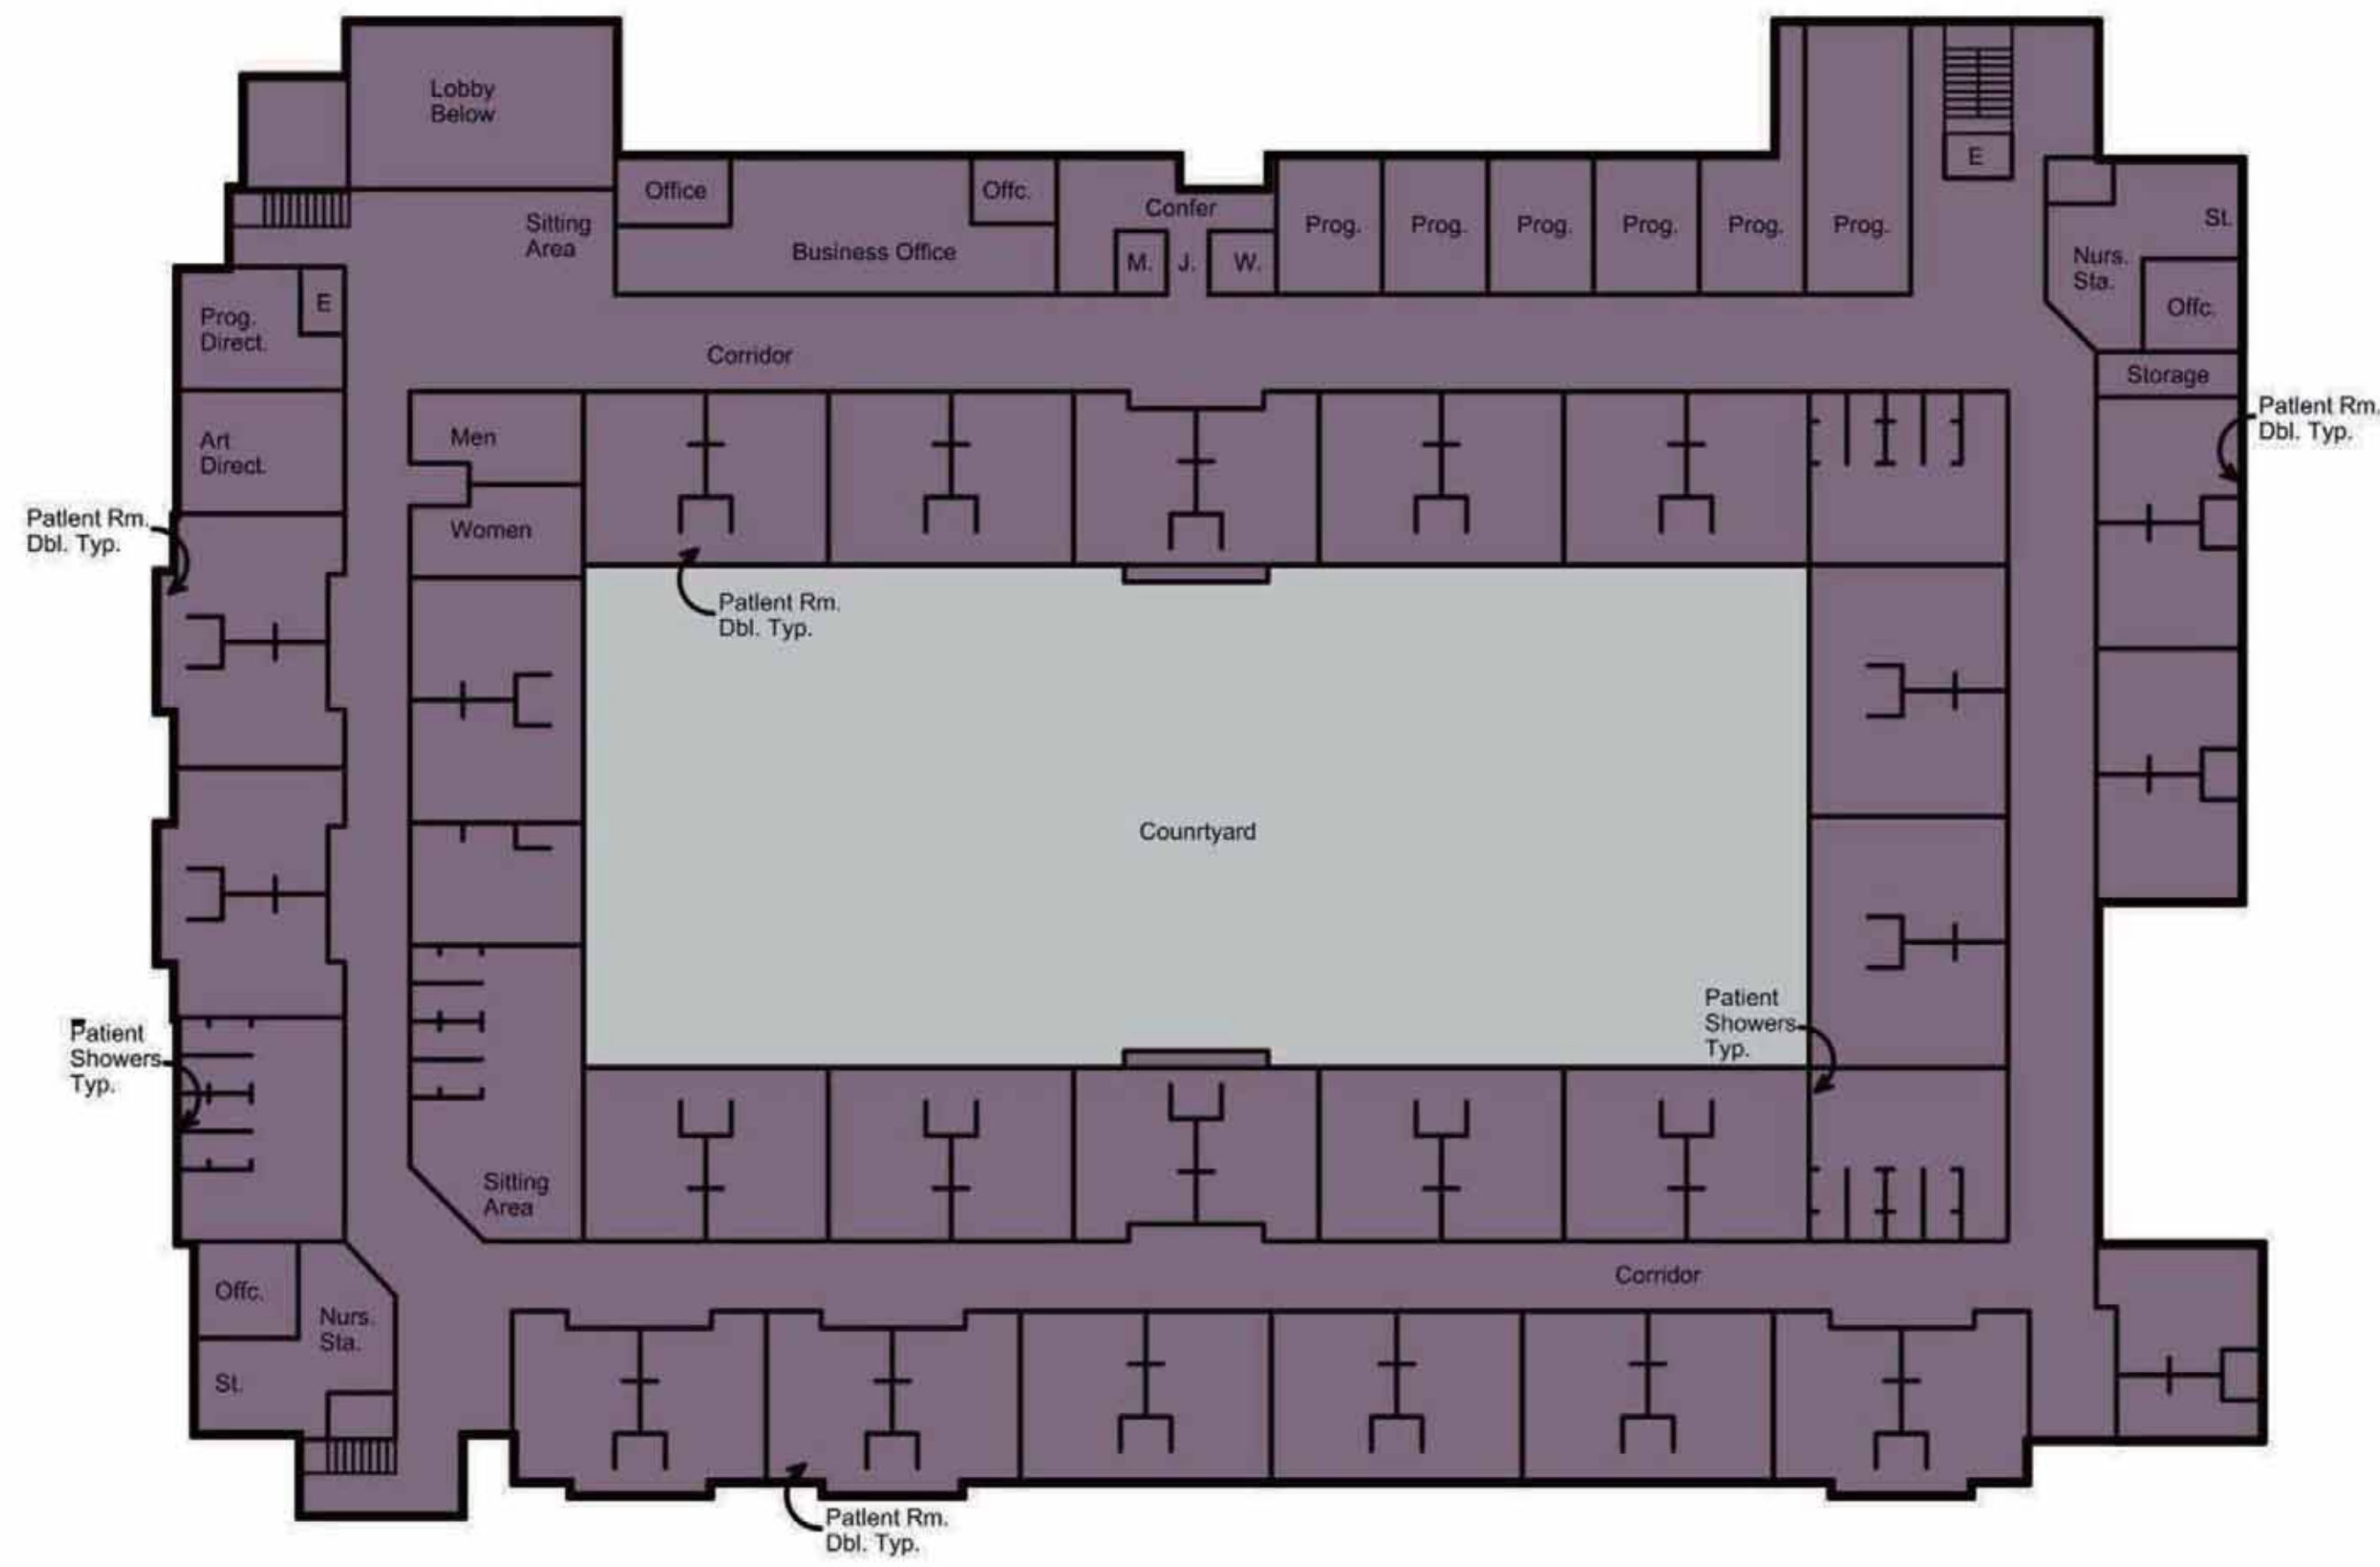 Lobby
Below
E
Office
Offc.
Confer
Sitting
Area
Business Office
M.
J.
W.
Prog.
Prog.
Prog.
Prog.
Prog.
Prog.
St.
Nurs.
Sta.
Offc.
Prog.
Direct.
E
Corridor
Storage
Patlent Rm.
Dbl. Typ.
Art
Direct.
Men
Women
Patlent Rm.
Dbl. Typ.
Patlent Rm.
Dbl. Typ.
Counrtyard
Patient
Showers
Typ.
Patient
Showers
Typ.
Sitting
Area
Corridor
Offc.
Nurs.
Sta.
St.
Patlent Rm.
Dbl. Typ.